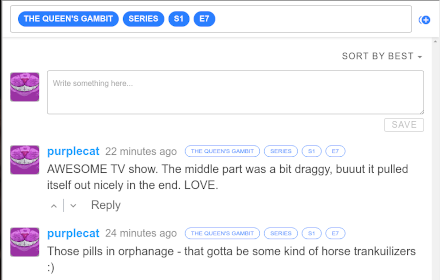 THE QUEEN'S GAMBIT SERIES S1 E7
SORT BY BEST
Write something here...
SAVE
purplecat 22 minutes ago THE QUEEN'S GAMBIT SERIES S1 E7
AWESOME TV show. The middle part was a bit draggy, buuut it pulled
itself out nicely in the end. LOVE.
Reply
purplecat 24 minutes ago THE QUEEN'S GAMBIT SERIES S1 E7
Those pills in orphanage - that gotta be some kind of horse trankuilizers
:)